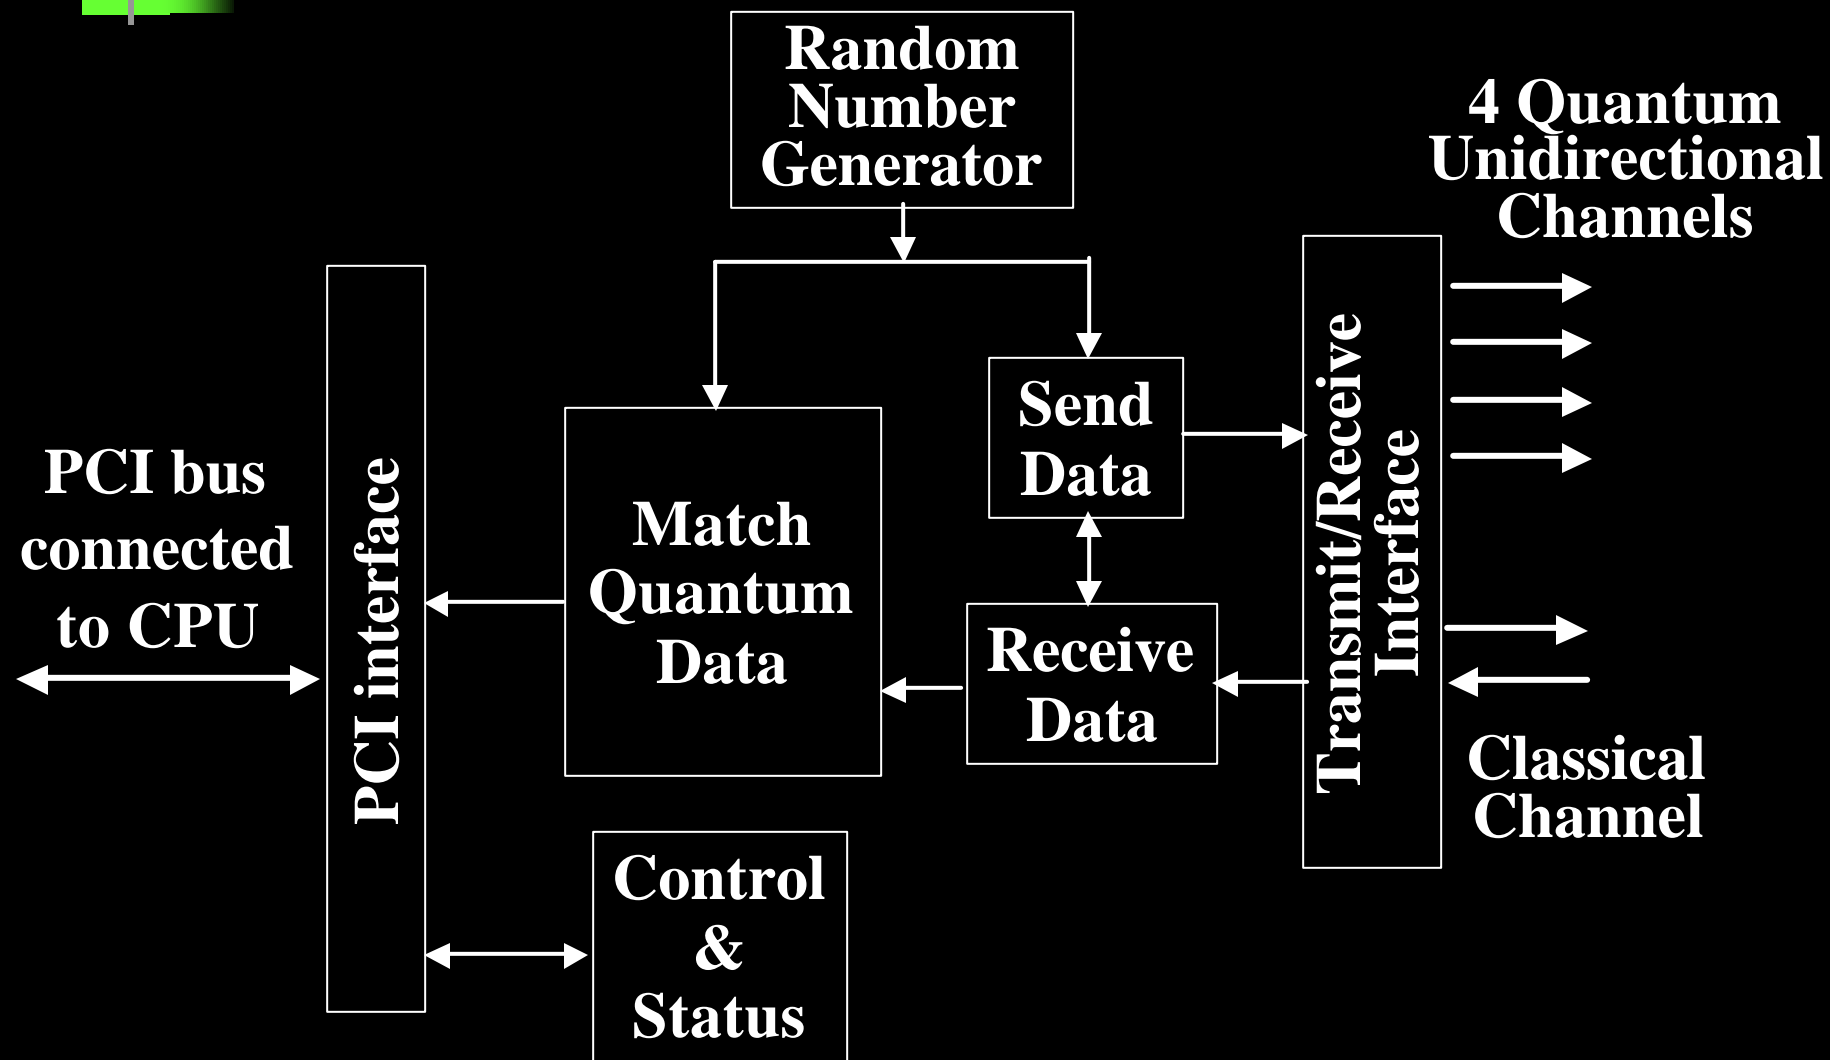 Random
Number
Generator
4 Quantum
Unidirectional
Channels
PCI bus
connected
to CPU
PCI interface
Match
Quantum
Data
Send
Data
Receive
Data
Transmit/Receive
Interface
Classical
Channel
Control
&
Status